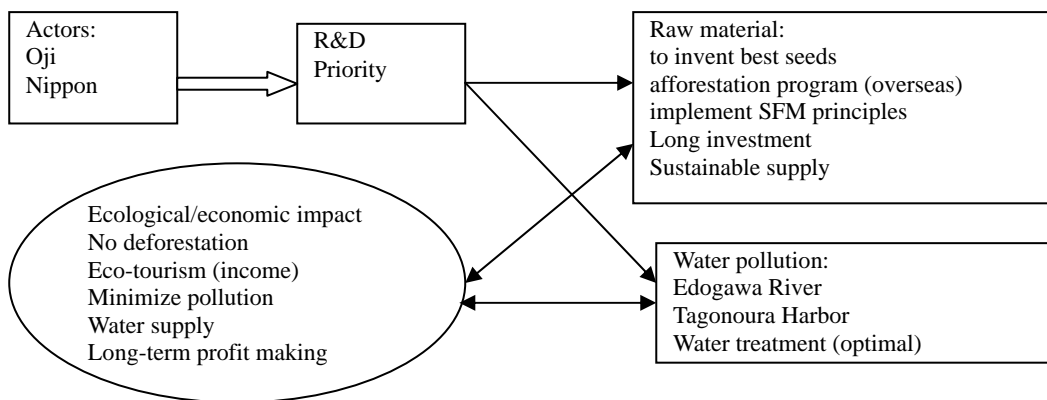 Actors:
Oji
Nippon
R&D
Priority
Raw material:
to invent best seeds
afforestation program (overseas)
implement SFM principles
Long investment
Sustainable supply
Ecological/economic impact
No deforestation
Eco-tourism (income)
Minimize pollution
Water supply
Long-term profit making
Water pollution:
Edogawa River
Tagonoura Harbor
Water treatment (optimal)